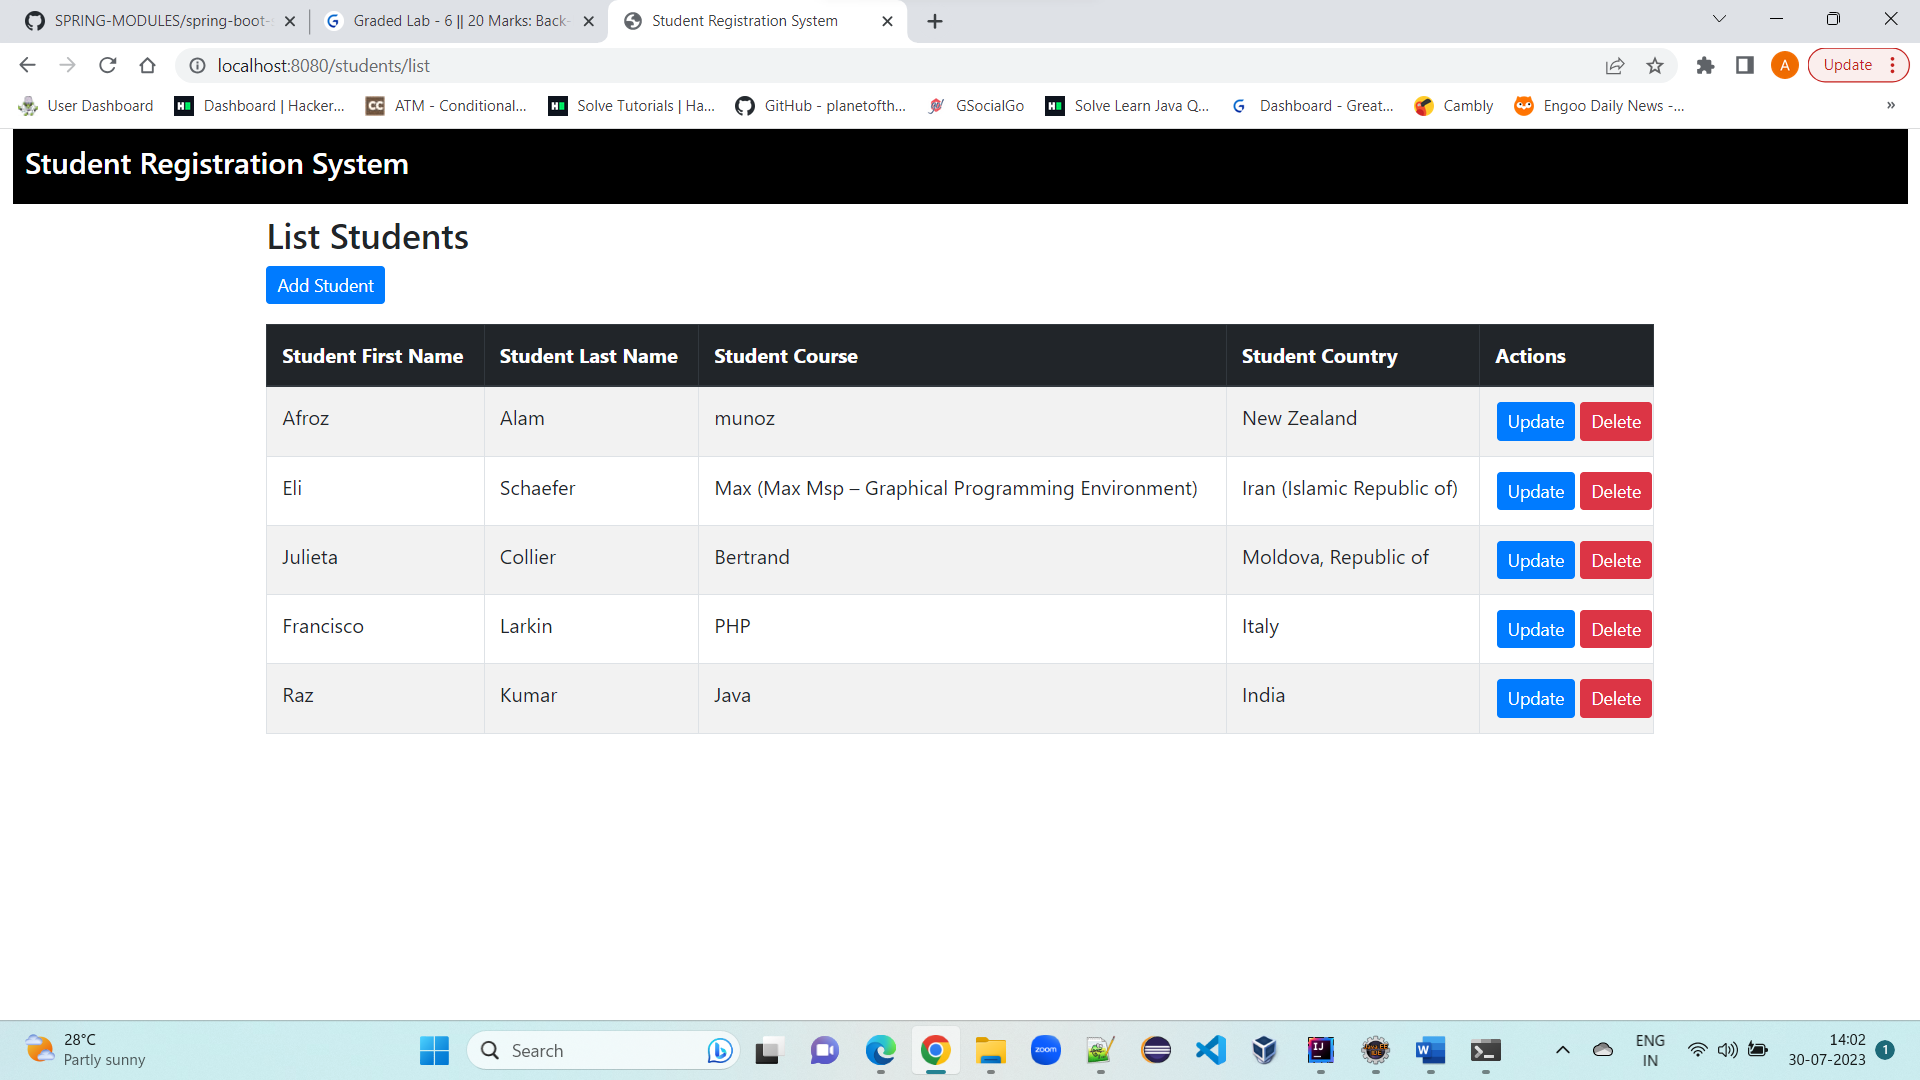 SPRING-MODULES/spring-boot- Graded Lab - 6 || 20 Marks: Back- Student Registration System
localhost:8080/students/list Update
User Dashboard Dashboard | Hacker... ATM - Conditional... Solve Tutorials | Ha... GitHub - planetofth... GSocialGo Solve Learn Java Q... Dashboard - Great... Cambly Engoo Daily News -... »
Student Registration System
List Students
Add Student
Student First Name Student Last Name Student Course Student Country Actions
Afroz Alam munoz New Zealand Update Delete
Eli Schaefer Max (Max Msp – Graphical Programming Environment) Iran (Islamic Republic of) Update Delete
Julieta Collier Bertrand Moldova, Republic of Update Delete
Francisco Larkin PHP Italy Update Delete
Raz Kumar Java India Update Delete
28°C
Partly sunny
Search
zoom
ENG
IN
14:02
30-07-2023
1